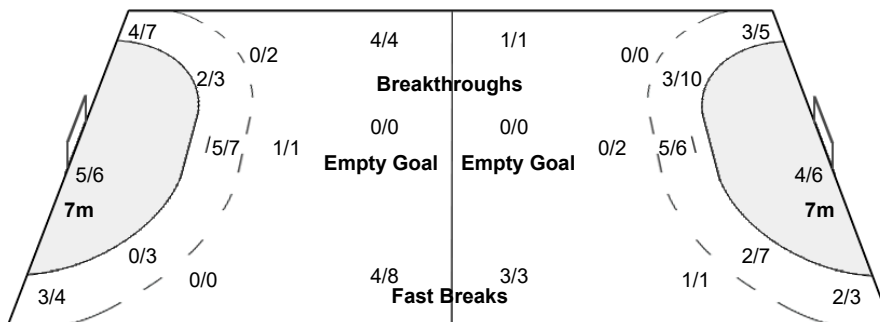 4/7 4/4 1/1 3/5
0/2 0/0
2/3 Breakthroughs 3/10
0/0 0/0
5/7 1/1 0/2 5/6
Empty Goal Empty Goal
5/6 4/6
7m 7m
0/3 2/7
0/0 4/8 3/3 1/1
3/4 Fast Breaks 2/3